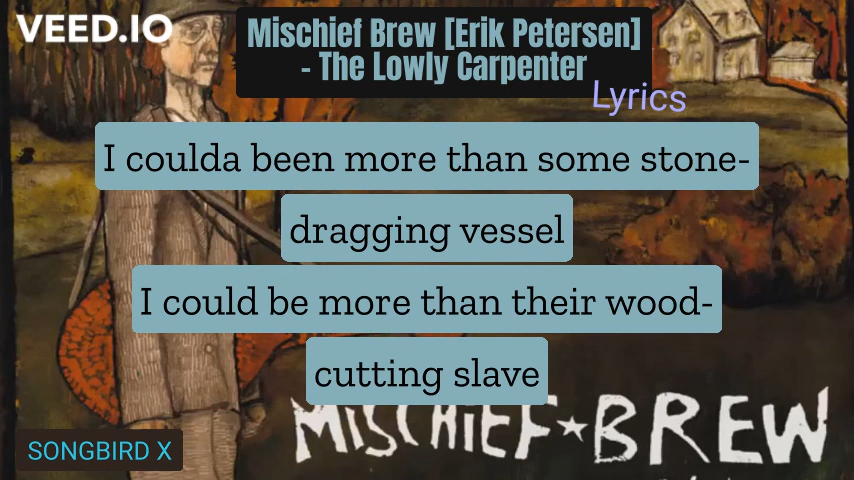 VEED.IO
Mischief Brew [Erik Petersen]
- The Lowly Carpenter
Lyrics
I coulda been more than some stone-
dragging vessel
I could be more than their wood-
cutting slave
MISCHIEF★BREW
SONGBIRD X